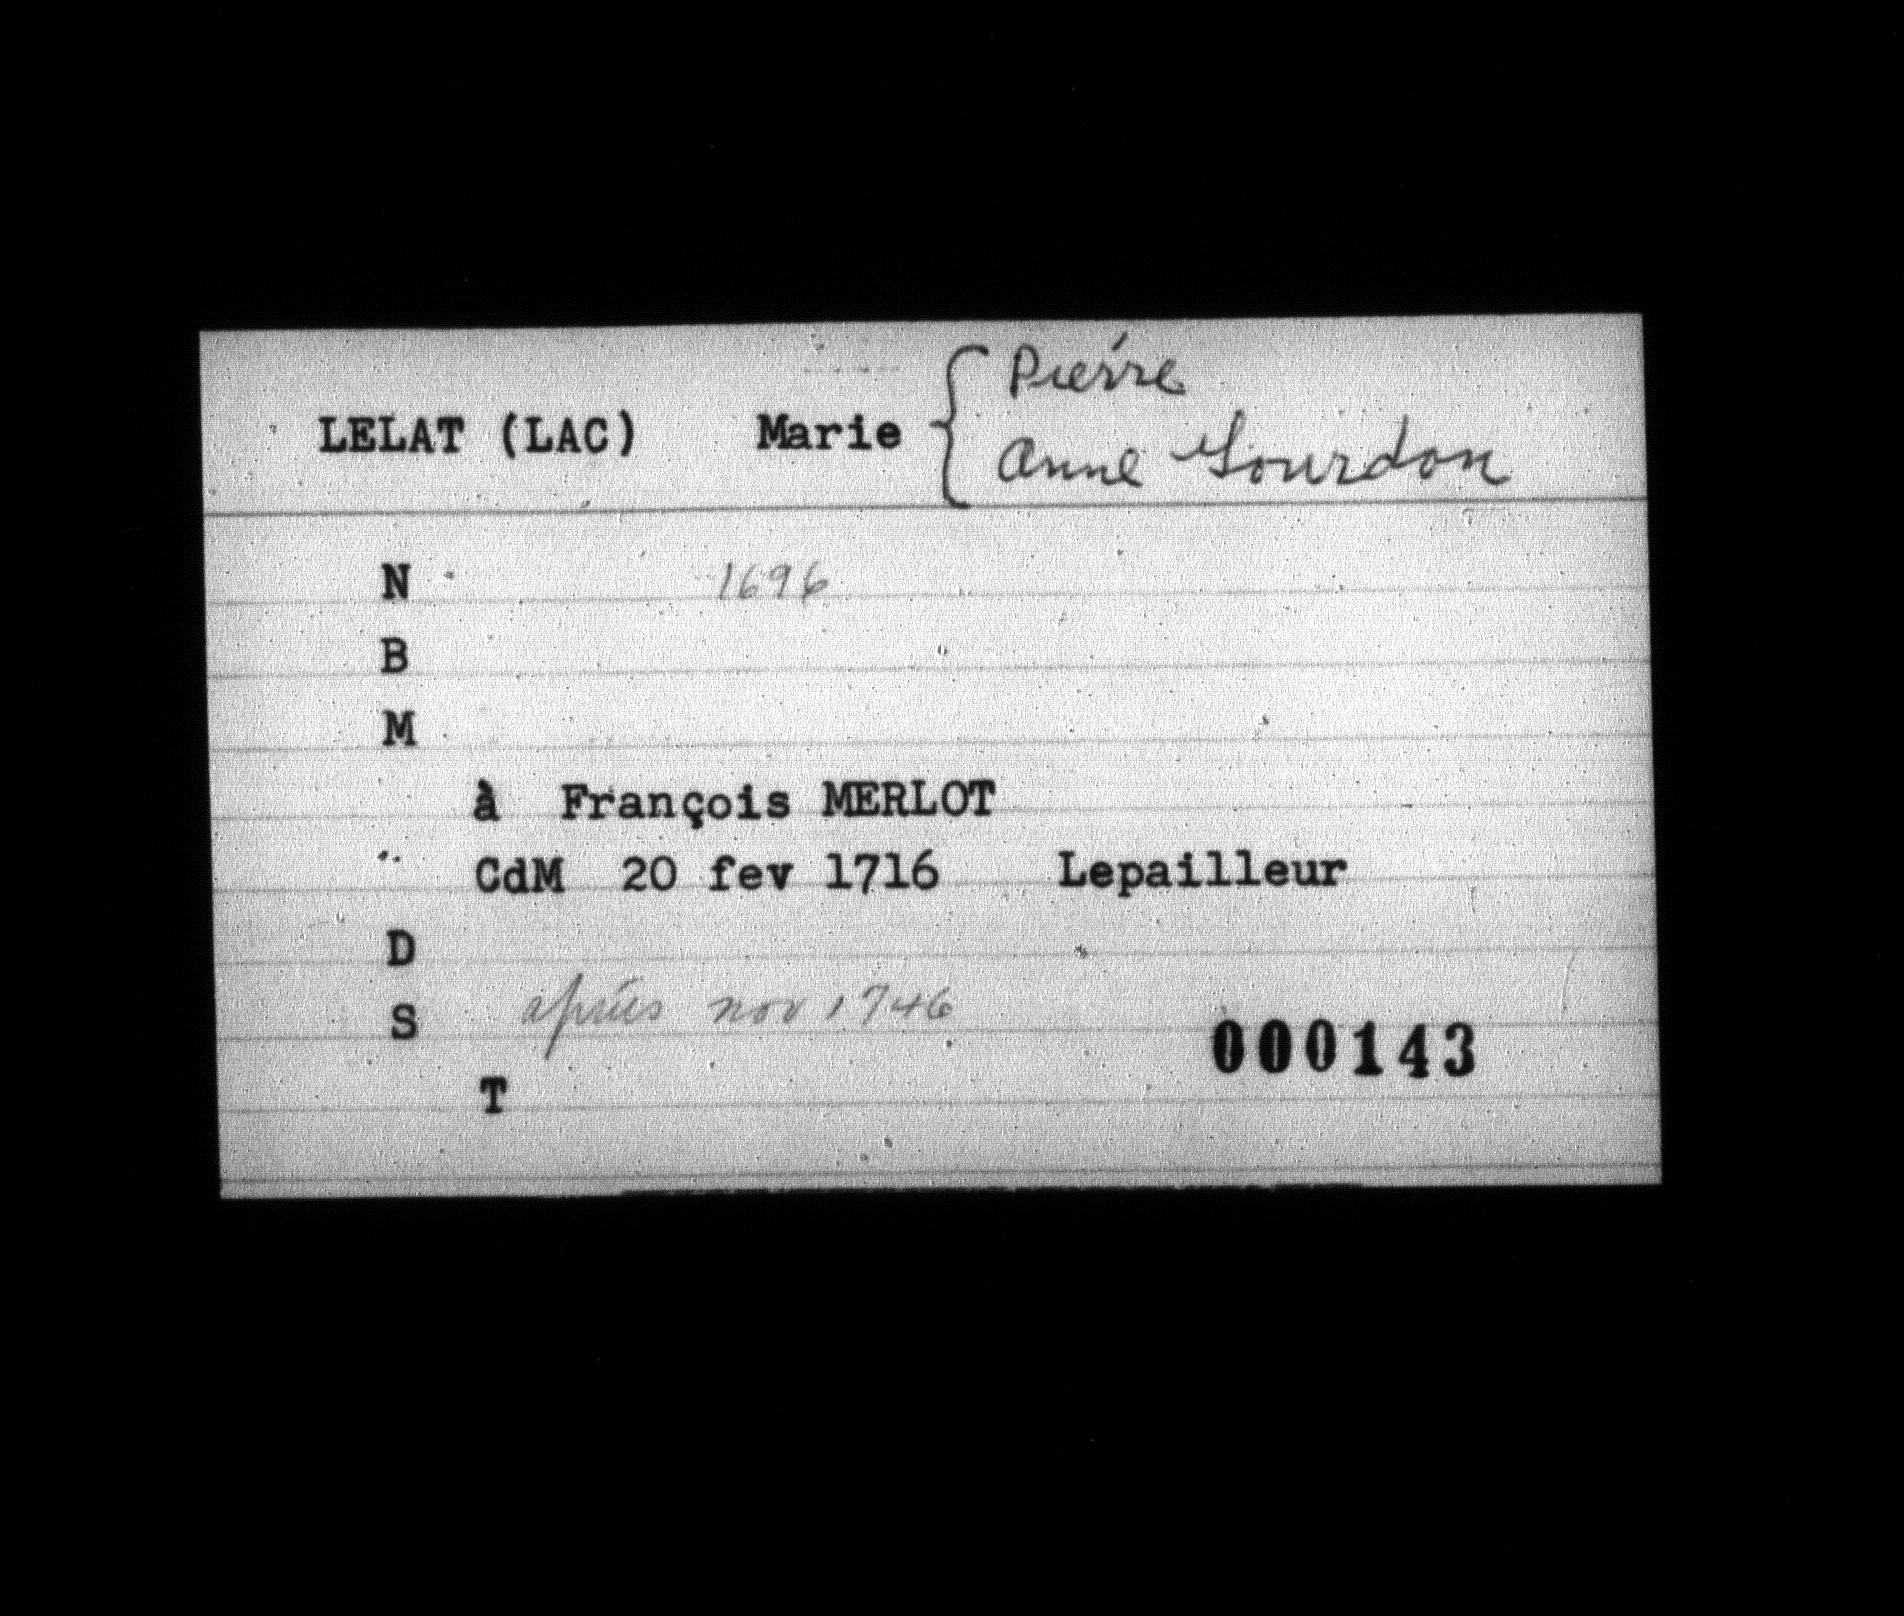 Pierre
LELAT (LAC) Marie { Anne Gourdon
N 1696
B
M
à François MERLOT
CdM 20 fev 1716 Lepailleur
D
S après nov 1746
000143
T